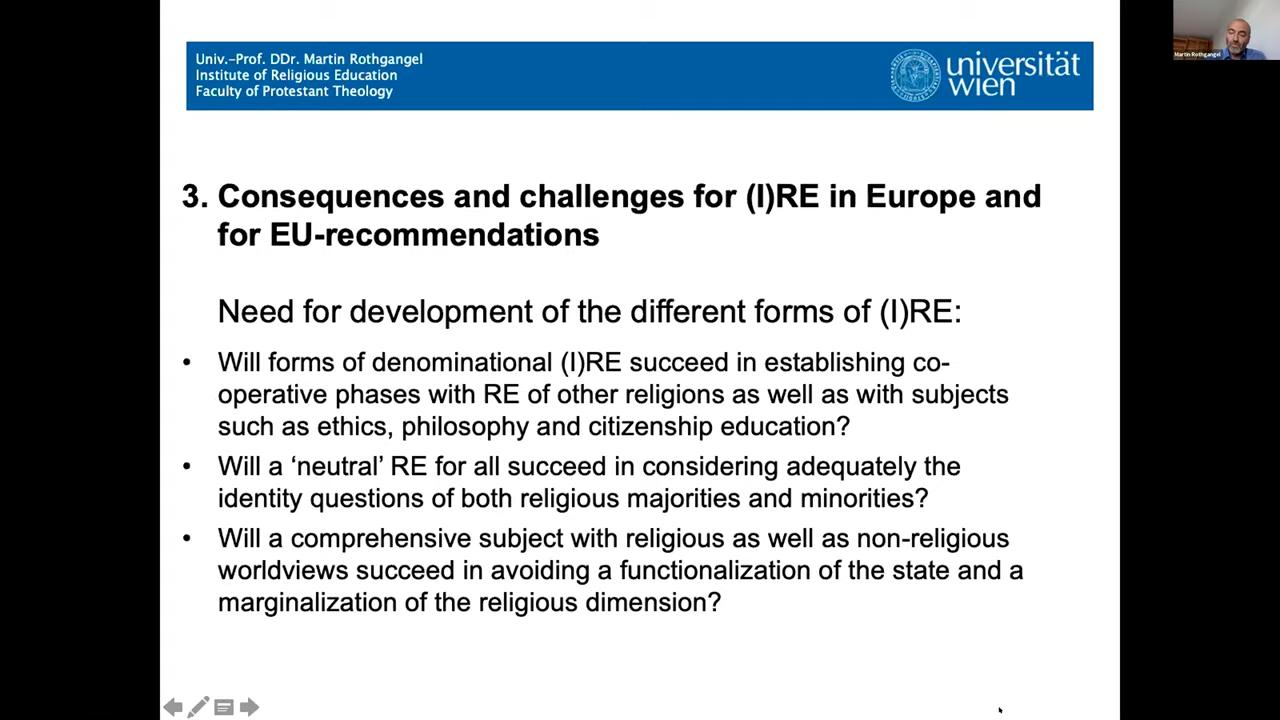 Univ.-Prof. DDr. Martin Rothgangel
Institute of Religious Education
Faculty of Protestant Theology
universität
wien
Martin Rothgangel
3. Consequences and challenges for (I)RE in Europe and
for EU-recommendations
Need for development of the different forms of (I)RE:
• Will forms of denominational (I)RE succeed in establishing co-
operative phases with RE of other religions as well as with subjects
such as ethics, philosophy and citizenship education?
• Will a ‘neutral’ RE for all succeed in considering adequately the
identity questions of both religious majorities and minorities?
• Will a comprehensive subject with religious as well as non-religious
worldviews succeed in avoiding a functionalization of the state and a
marginalization of the religious dimension?